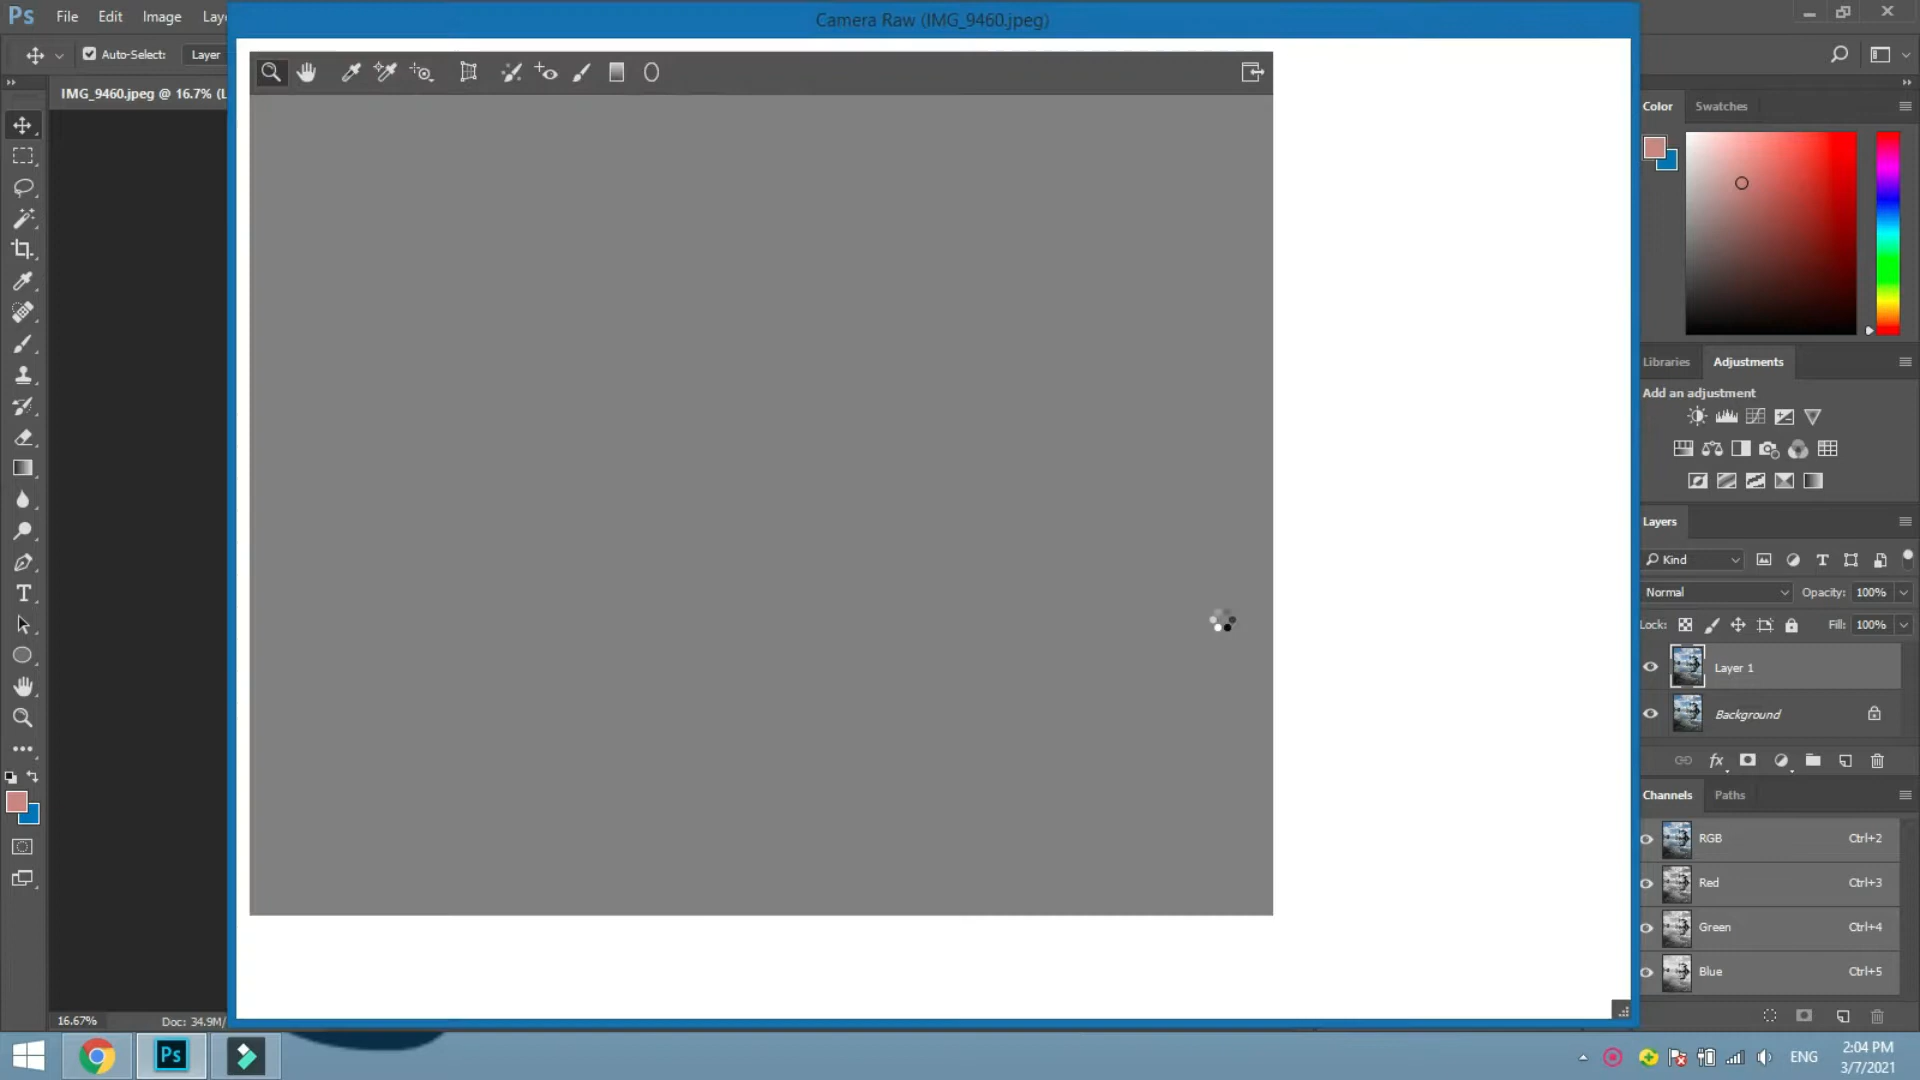 Ps File Edit Image Lay
Camera Raw (IMG_9460.jpeg)
Auto-Select: Layer
IMG_9460.jpeg @ 16.7% (L
Color Swatches
Libraries Adjustments
Add an adjustment
Layers
Kind
Normal Opacity: 100%
Lock: Fill: 100%
Layer 1
Background
fx
Channels Paths
RGB Ctrl+2
Red Ctrl+3
Green Ctrl+4
Blue Ctrl+5
16.67% Doc: 34.9M/
Ps
ENG
2:04 PM
3/7/2021